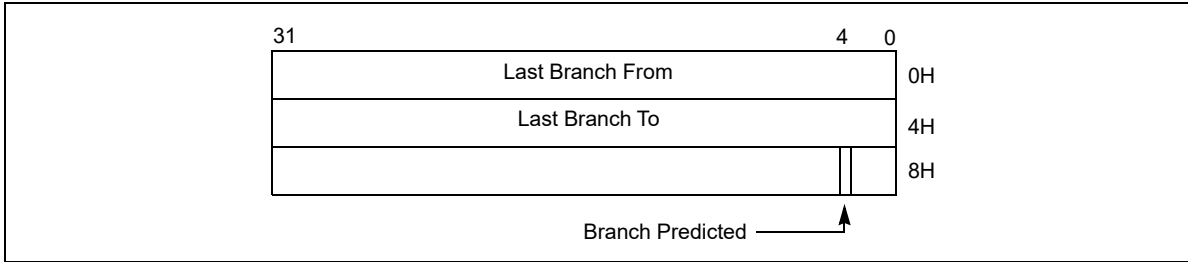 31 4 0
Last Branch From 0H
Last Branch To 4H
8H
Branch Predicted